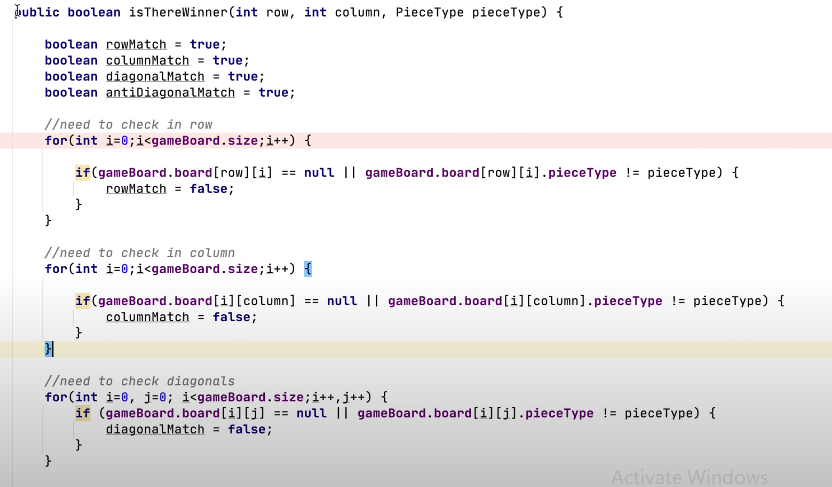 public boolean isThereWinner(int row, int column, PieceType pieceType) {
boolean rowMatch = true;
boolean columnMatch = true;
boolean diagonalMatch = true;
boolean antiDiagonalMatch = true;
//need to check in row
for(int i=0;i<gameBoard.size;i++) {
if(gameBoard.board[row][i] == null || gameBoard.board[row][i].pieceType != pieceType) {
rowMatch = false;
}
}
//need to check in column
for(int i=0;i<gameBoard.size;i++) {
if(gameBoard.board[i][column] == null || gameBoard.board[i][column].pieceType != pieceType) {
columnMatch = false;
}
}
//need to check diagonals
for(int i=0, j=0; i<gameBoard.size;i++,j++) {
if (gameBoard.board[i][j] == null || gameBoard.board[i][j].pieceType != pieceType) {
diagonalMatch = false;
}
}
Activate Windows